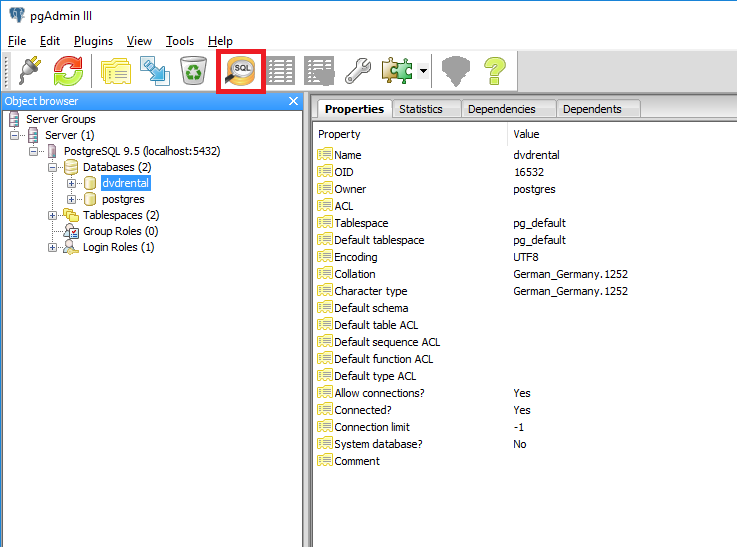 pgAdmin III
File Edit Plugins View Tools Help
SQL
Object browser
Server Groups
Server (1)
PostgreSQL 9.5 (localhost:5432)
Databases (2)
dvdrental
postgres
Tablespaces (2)
Group Roles (0)
Login Roles (1)
Properties Statistics Dependencies Dependents
Property Value
Name dvdrental
OID 16532
Owner postgres
ACL
Tablespace pg_default
Default tablespace pg_default
Encoding UTF8
Collation German_Germany.1252
Character type German_Germany.1252
Default schema
Default table ACL
Default sequence ACL
Default function ACL
Default type ACL
Allow connections? Yes
Connected? Yes
Connection limit -1
System database? No
Comment